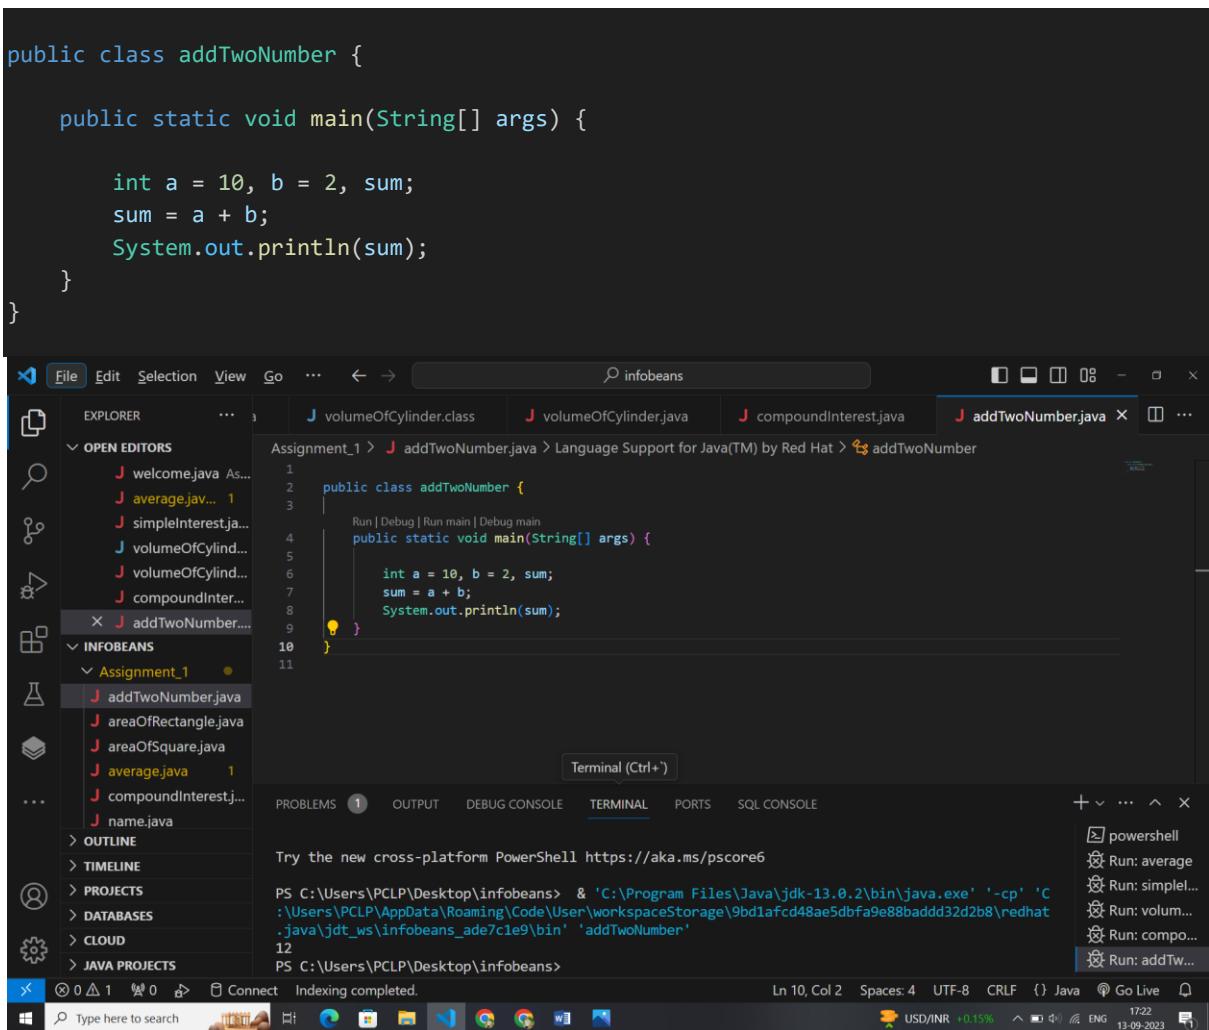 public class addTwoNumber {
public static void main(String[] args) {
int a = 10, b = 2, sum;
sum = a + b;
System.out.println(sum);
}
}
File Edit Selection View Go ··· ← → infobeans
EXPLORER ···
volumeOfCylinder.class
J volumeOfCylinder.java
J compoundInterest.java
J addTwoNumber.java
OPEN EDITORS
J welcome.java As...
J average.jav... 1
J simpleInterest.ja...
J volumeOfCylind...
J volumeOfCylind...
J compoundInter...
J addTwoNumber....
INFOBEANS
Assignment_1
J addTwoNumber.java
J areaOfRectangle.java
J areaOfSquare.java
J average.java 1
J compoundInterest.j...
J name.java
> OUTLINE
> TIMELINE
> PROJECTS
> DATABASES
> CLOUD
> JAVA PROJECTS
Assignment_1 > J addTwoNumber.java > Language Support for Java(TM) by Red Hat > addTwoNumber
1
2 public class addTwoNumber {
3
Run | Debug | Run main | Debug main
4 public static void main(String[] args) {
5
6 int a = 10, b = 2, sum;
7 sum = a + b;
8 System.out.println(sum);
9 }
10 }
11
Terminal (Ctrl+`)
PROBLEMS 1 OUTPUT DEBUG CONSOLE TERMINAL PORTS SQL CONSOLE
Try the new cross-platform PowerShell https://aka.ms/pscore6
PS C:\Users\PCLP\Desktop\infobeans> & 'C:\Program Files\Java\jdk-13.0.2\bin\java.exe' '-cp' 'C
:\Users\PCLP\AppData\Roaming\Code\User\workspaceStorage\9bd1afcd48ae5dbfa9e88baddd32d2b8\redhat
.java\jdt_ws\infobeans_ade7c1e9\bin' 'addTwoNumber'
12
PS C:\Users\PCLP\Desktop\infobeans>
powershell
Run: average
Run: simpleI...
Run: volum...
Run: compo...
Run: addTw...
0 1 0 Connect Indexing completed. Ln 10, Col 2 Spaces: 4 UTF-8 CRLF {} Java Go Live
Type here to search
USD/INR +0.15% ENG 17:22
13-09-2023